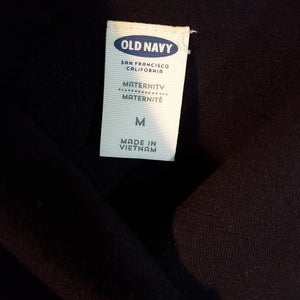 OLD NAVY
SAN FRANCISCO
CALIFORNIA
MATERNITY
MATERNITÉ
M
MADE IN
VIETNAM